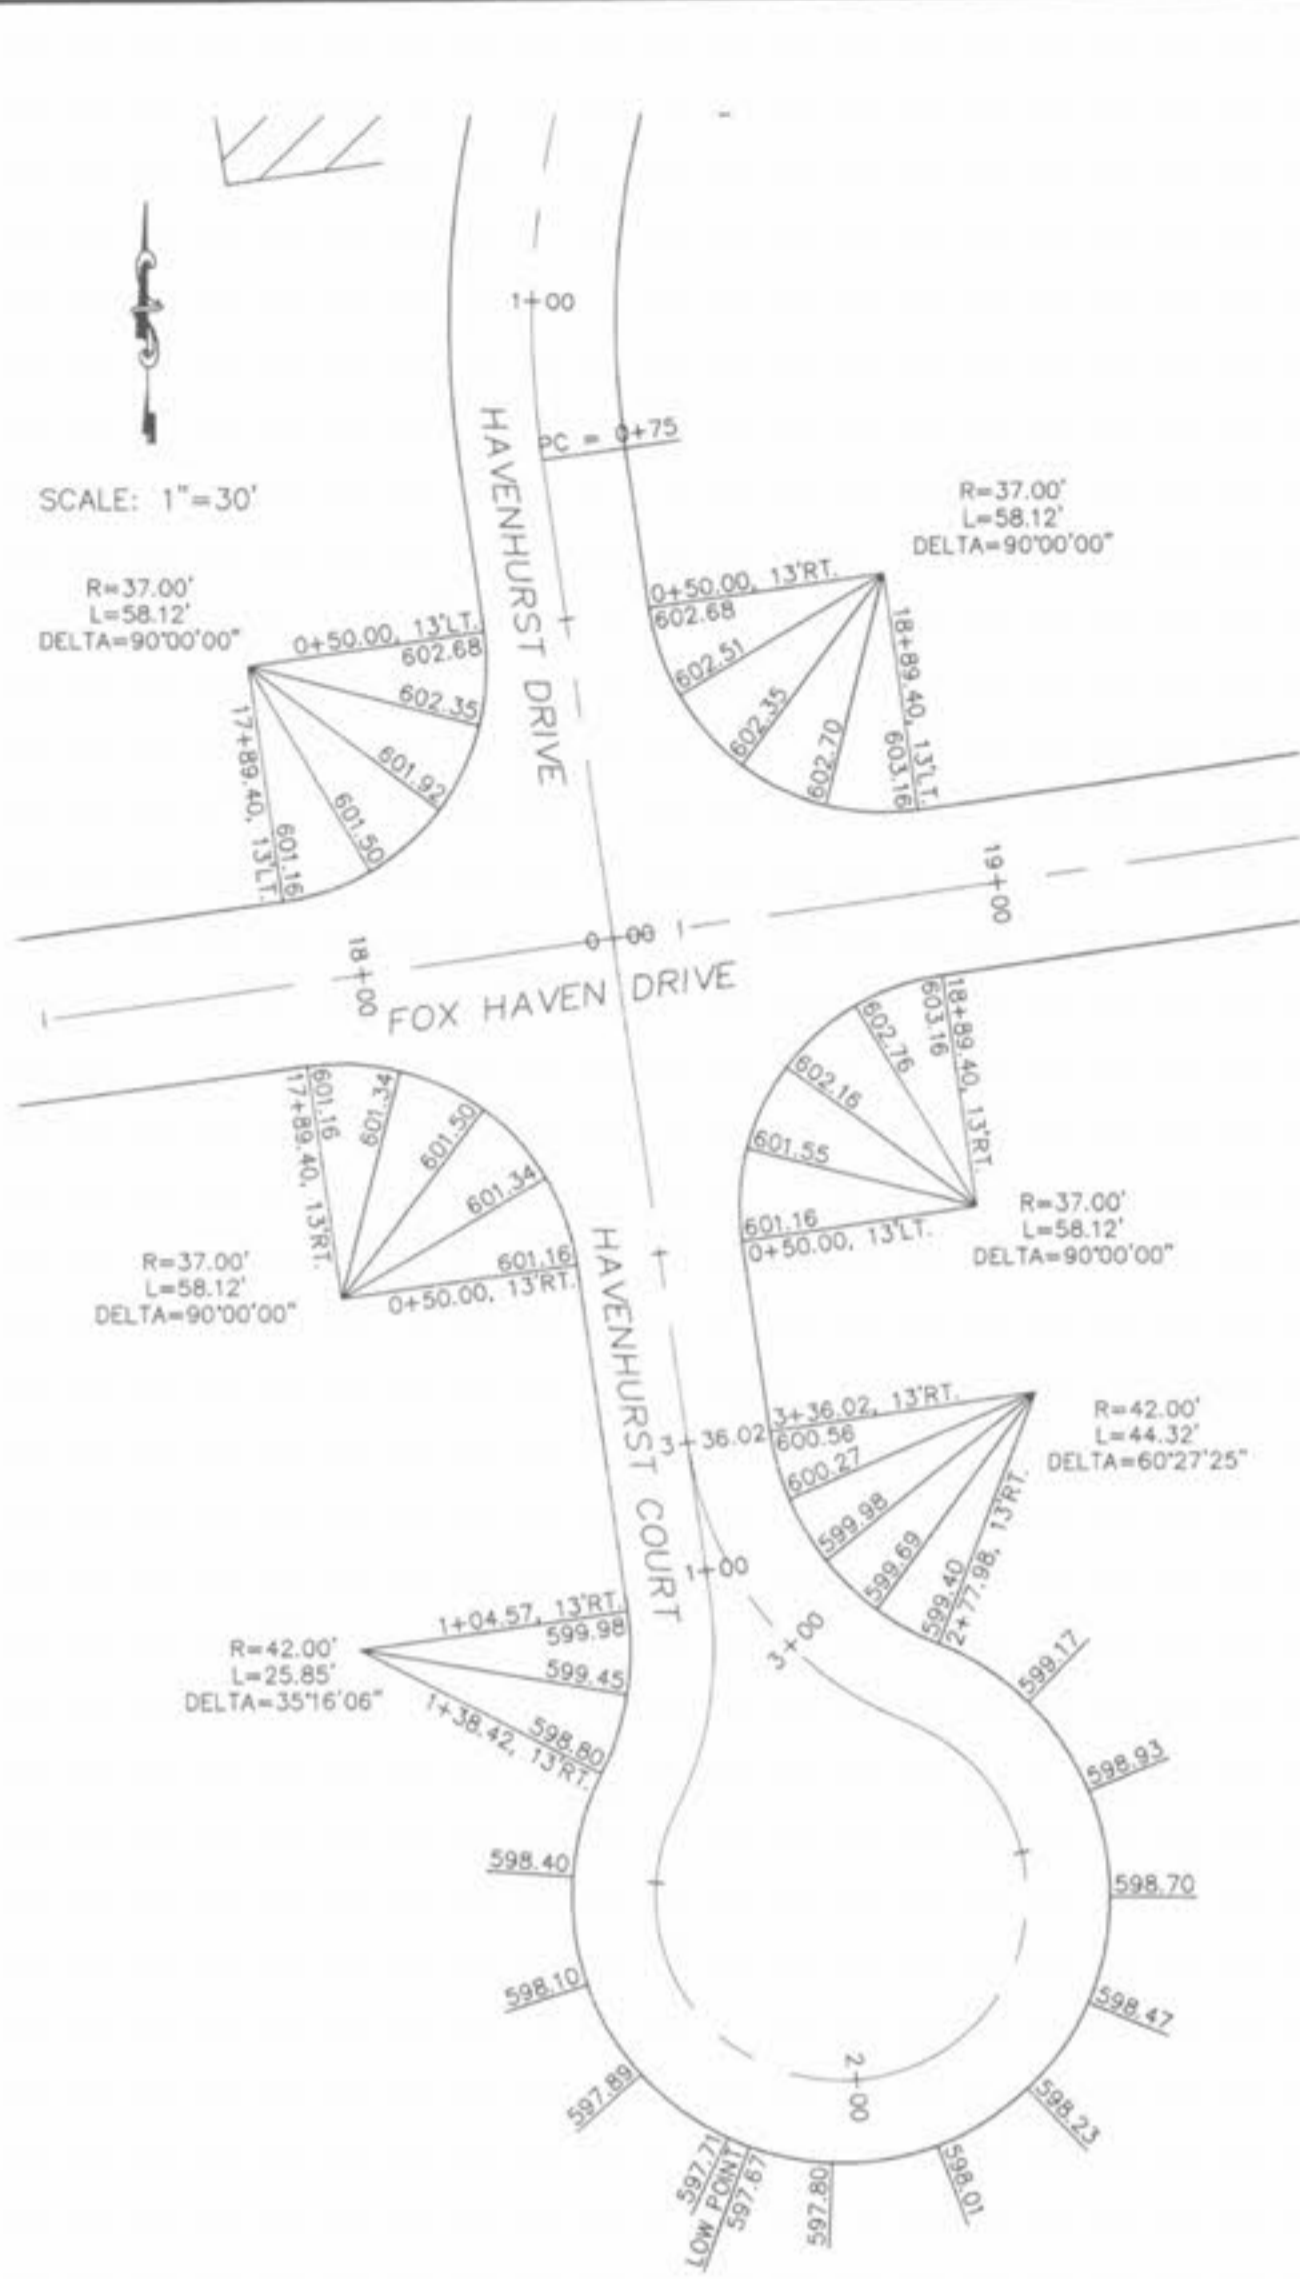 1+00
HAVENHURST DRIVE
PC = 0+75
SCALE: 1"=30'
R=37.00'
L=58.12'
DELTA=90°00'00"
R=37.00'
L=58.12'
DELTA=90°00'00"
0+50.00, 13'LT.
602.68
602.35
601.92
601.50
601.16
17+89.40, 13'LT.
0+50.00, 13'RT.
602.68
602.51
602.35
602.70
603.16
18+89.40, 13'LT.
19+00
0+00
18+00
FOX HAVEN DRIVE
601.16
17+89.40, 13'RT.
601.34
601.50
601.34
601.16
0+50.00, 13'RT.
R=37.00'
L=58.12'
DELTA=90°00'00"
18+89.40, 13'RT.
603.16
602.76
602.16
601.55
601.16
0+50.00, 13'LT.
R=37.00'
L=58.12'
DELTA=90°00'00"
HAVENHURST COURT
3+36.02
3+36.02, 13'RT.
600.56
600.27
599.98
599.69
599.40
2+77.98, 13'RT.
R=42.00'
L=44.32'
DELTA=60°27'25"
1+00
3+00
1+04.57, 13'RT.
599.98
599.45
598.80
1+38.42, 13'RT.
R=42.00'
L=25.85'
DELTA=35°16'06"
599.17
598.93
598.70
598.47
598.23
598.01
2+00
597.80
LOW POINT
597.67
597.71
597.89
598.10
598.40